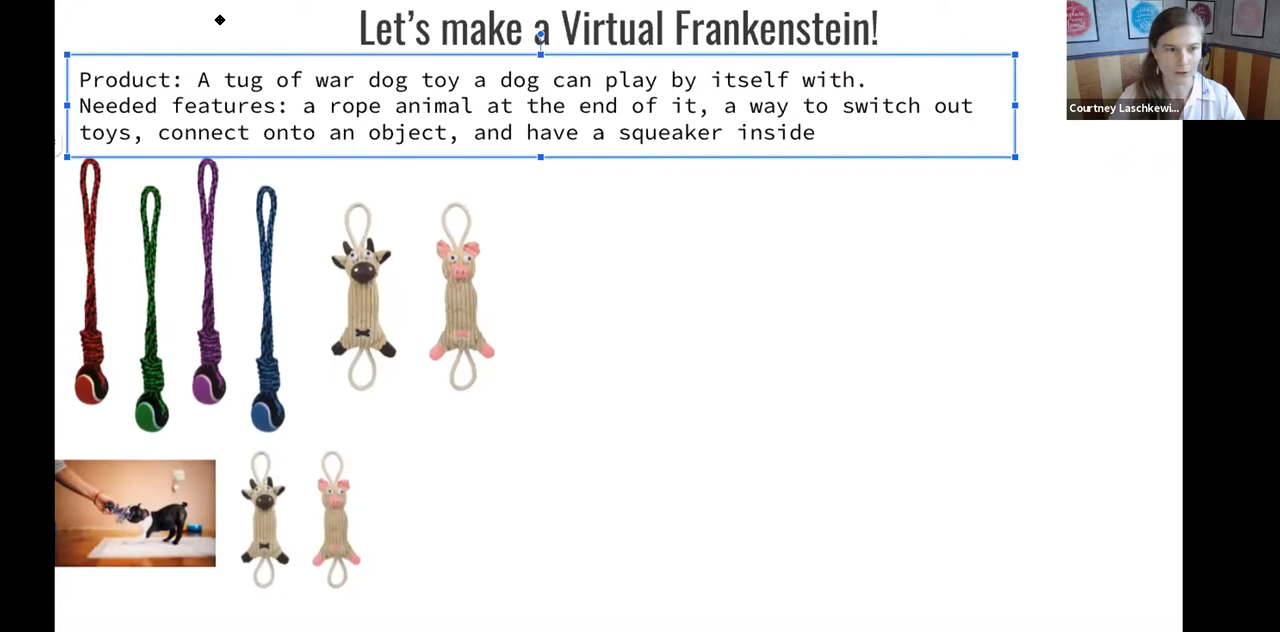 Let's make a Virtual Frankenstein!
Product: A tug of war dog toy a dog can play by itself with.
Needed features: a rope animal at the end of it, a way to switch out
toys, connect onto an object, and have a squeaker inside
Courtney Laschkewi...